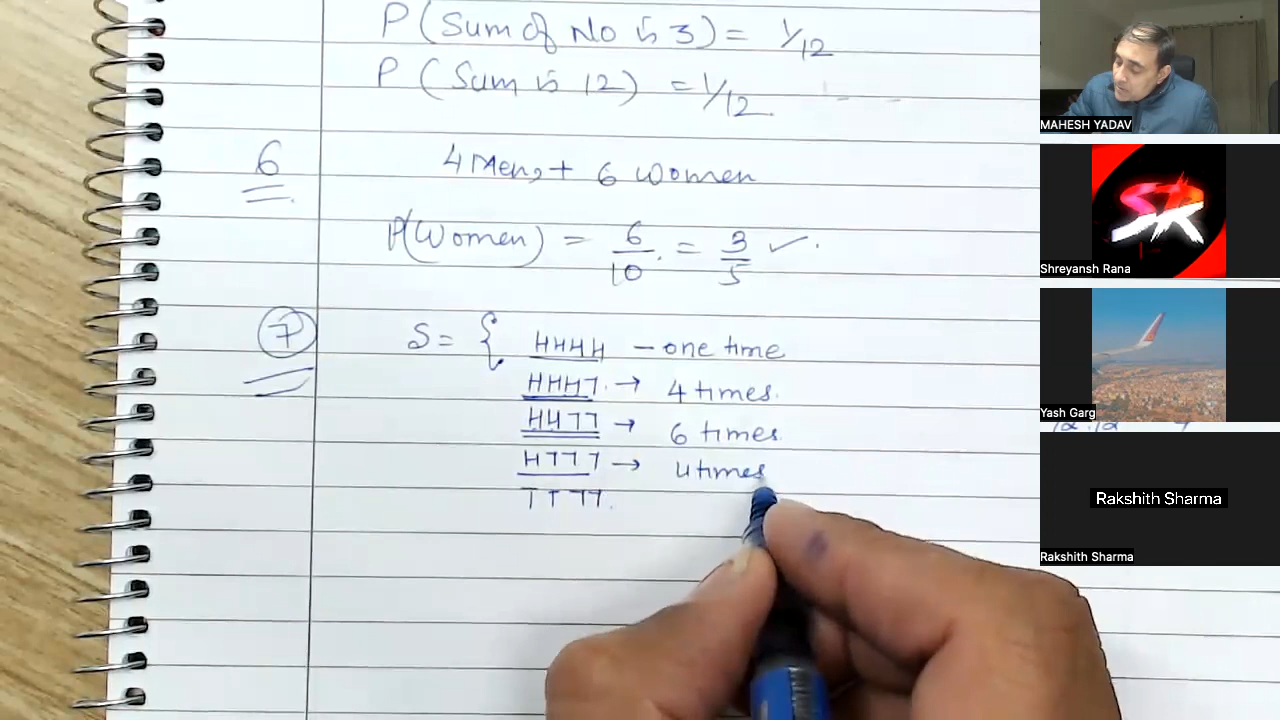 P(Sum of No is 3) = 1/12
P(Sum is 12) = 1/12.
6
4 Men, + 6 women
P(Women) = 6/10 = 3/5 ✓.
7
S = { HHHH - one time
HHHT. → 4 times.
HHTT → 6 times.
HTTT → 4 times
TTTT.
MAHESH YADAV
SR
Shreyansh Rana
Yash Garg
Rakshith Sharma
Rakshith Sharma